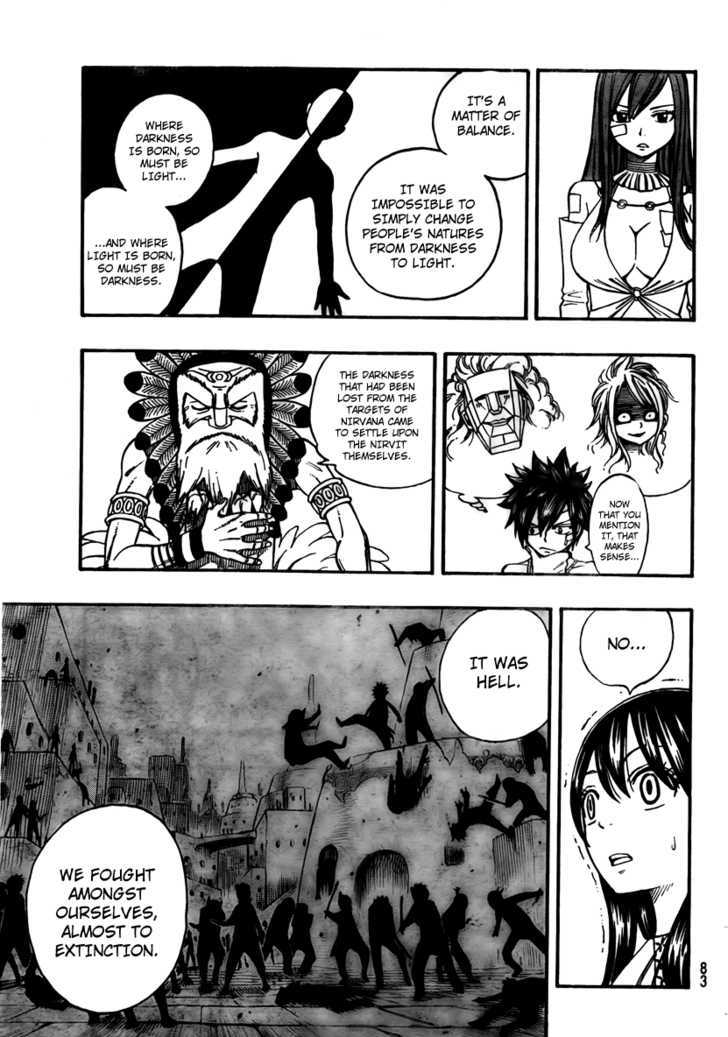 IT'S A
MATTER OF
BALANCE.
IT WAS
IMPOSSIBLE TO
SIMPLY CHANGE
PEOPLE'S NATURES
FROM DARKNESS
TO LIGHT.
WHERE
DARKNESS
IS BORN, SO
MUST BE
LIGHT...
...AND WHERE
LIGHT IS BORN,
SO MUST BE
DARKNESS.
NOW
THAT YOU
MENTION
IT, THAT
MAKES
SENSE...
THE DARKNESS
THAT HAD BEEN
LOST FROM THE
TARGETS OF
NIRVANA CAME
TO SETTLE UPON
THE NIRVIT
THEMSELVES.
NO...
IT WAS
HELL.
WE FOUGHT
AMONGST
OURSELVES,
ALMOST TO
EXTINCTION.
83